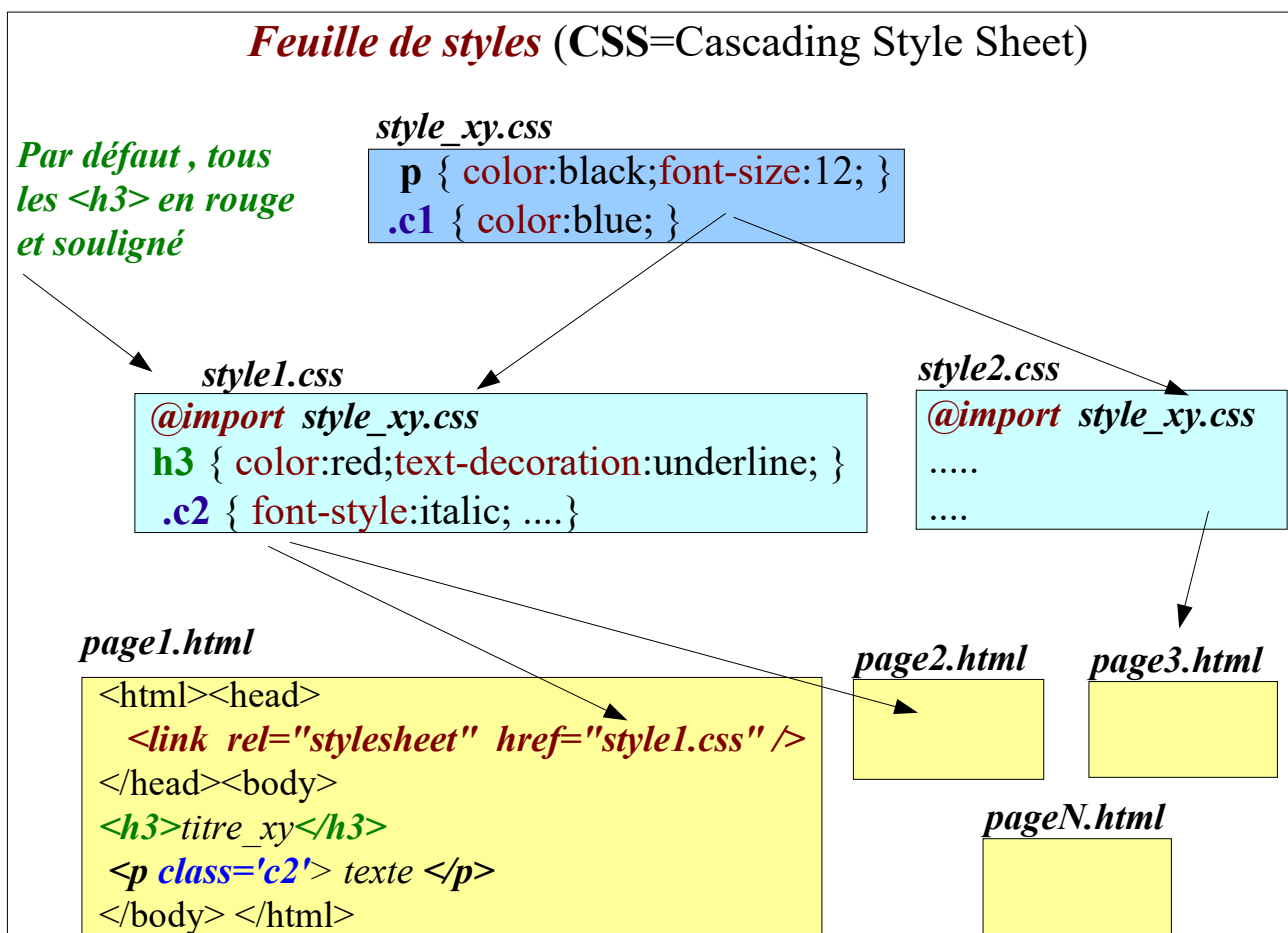 Feuille de styles (CSS=Cascading Style Sheet)
Par défaut , tous
les <h3> en rouge
et souligné
style_xy.css
p { color:black;font-size:12; }
.c1 { color:blue; }
style1.css
@import style_xy.css
h3 { color:red;text-decoration:underline; }
.c2 { font-style:italic; ....}
style2.css
@import style_xy.css
.....
....
page1.html
<html><head>
<link rel="stylesheet" href="style1.css" />
</head><body>
<h3>titre_xy</h3>
<p class='c2'> texte </p>
</body> </html>
page2.html
page3.html
pageN.html